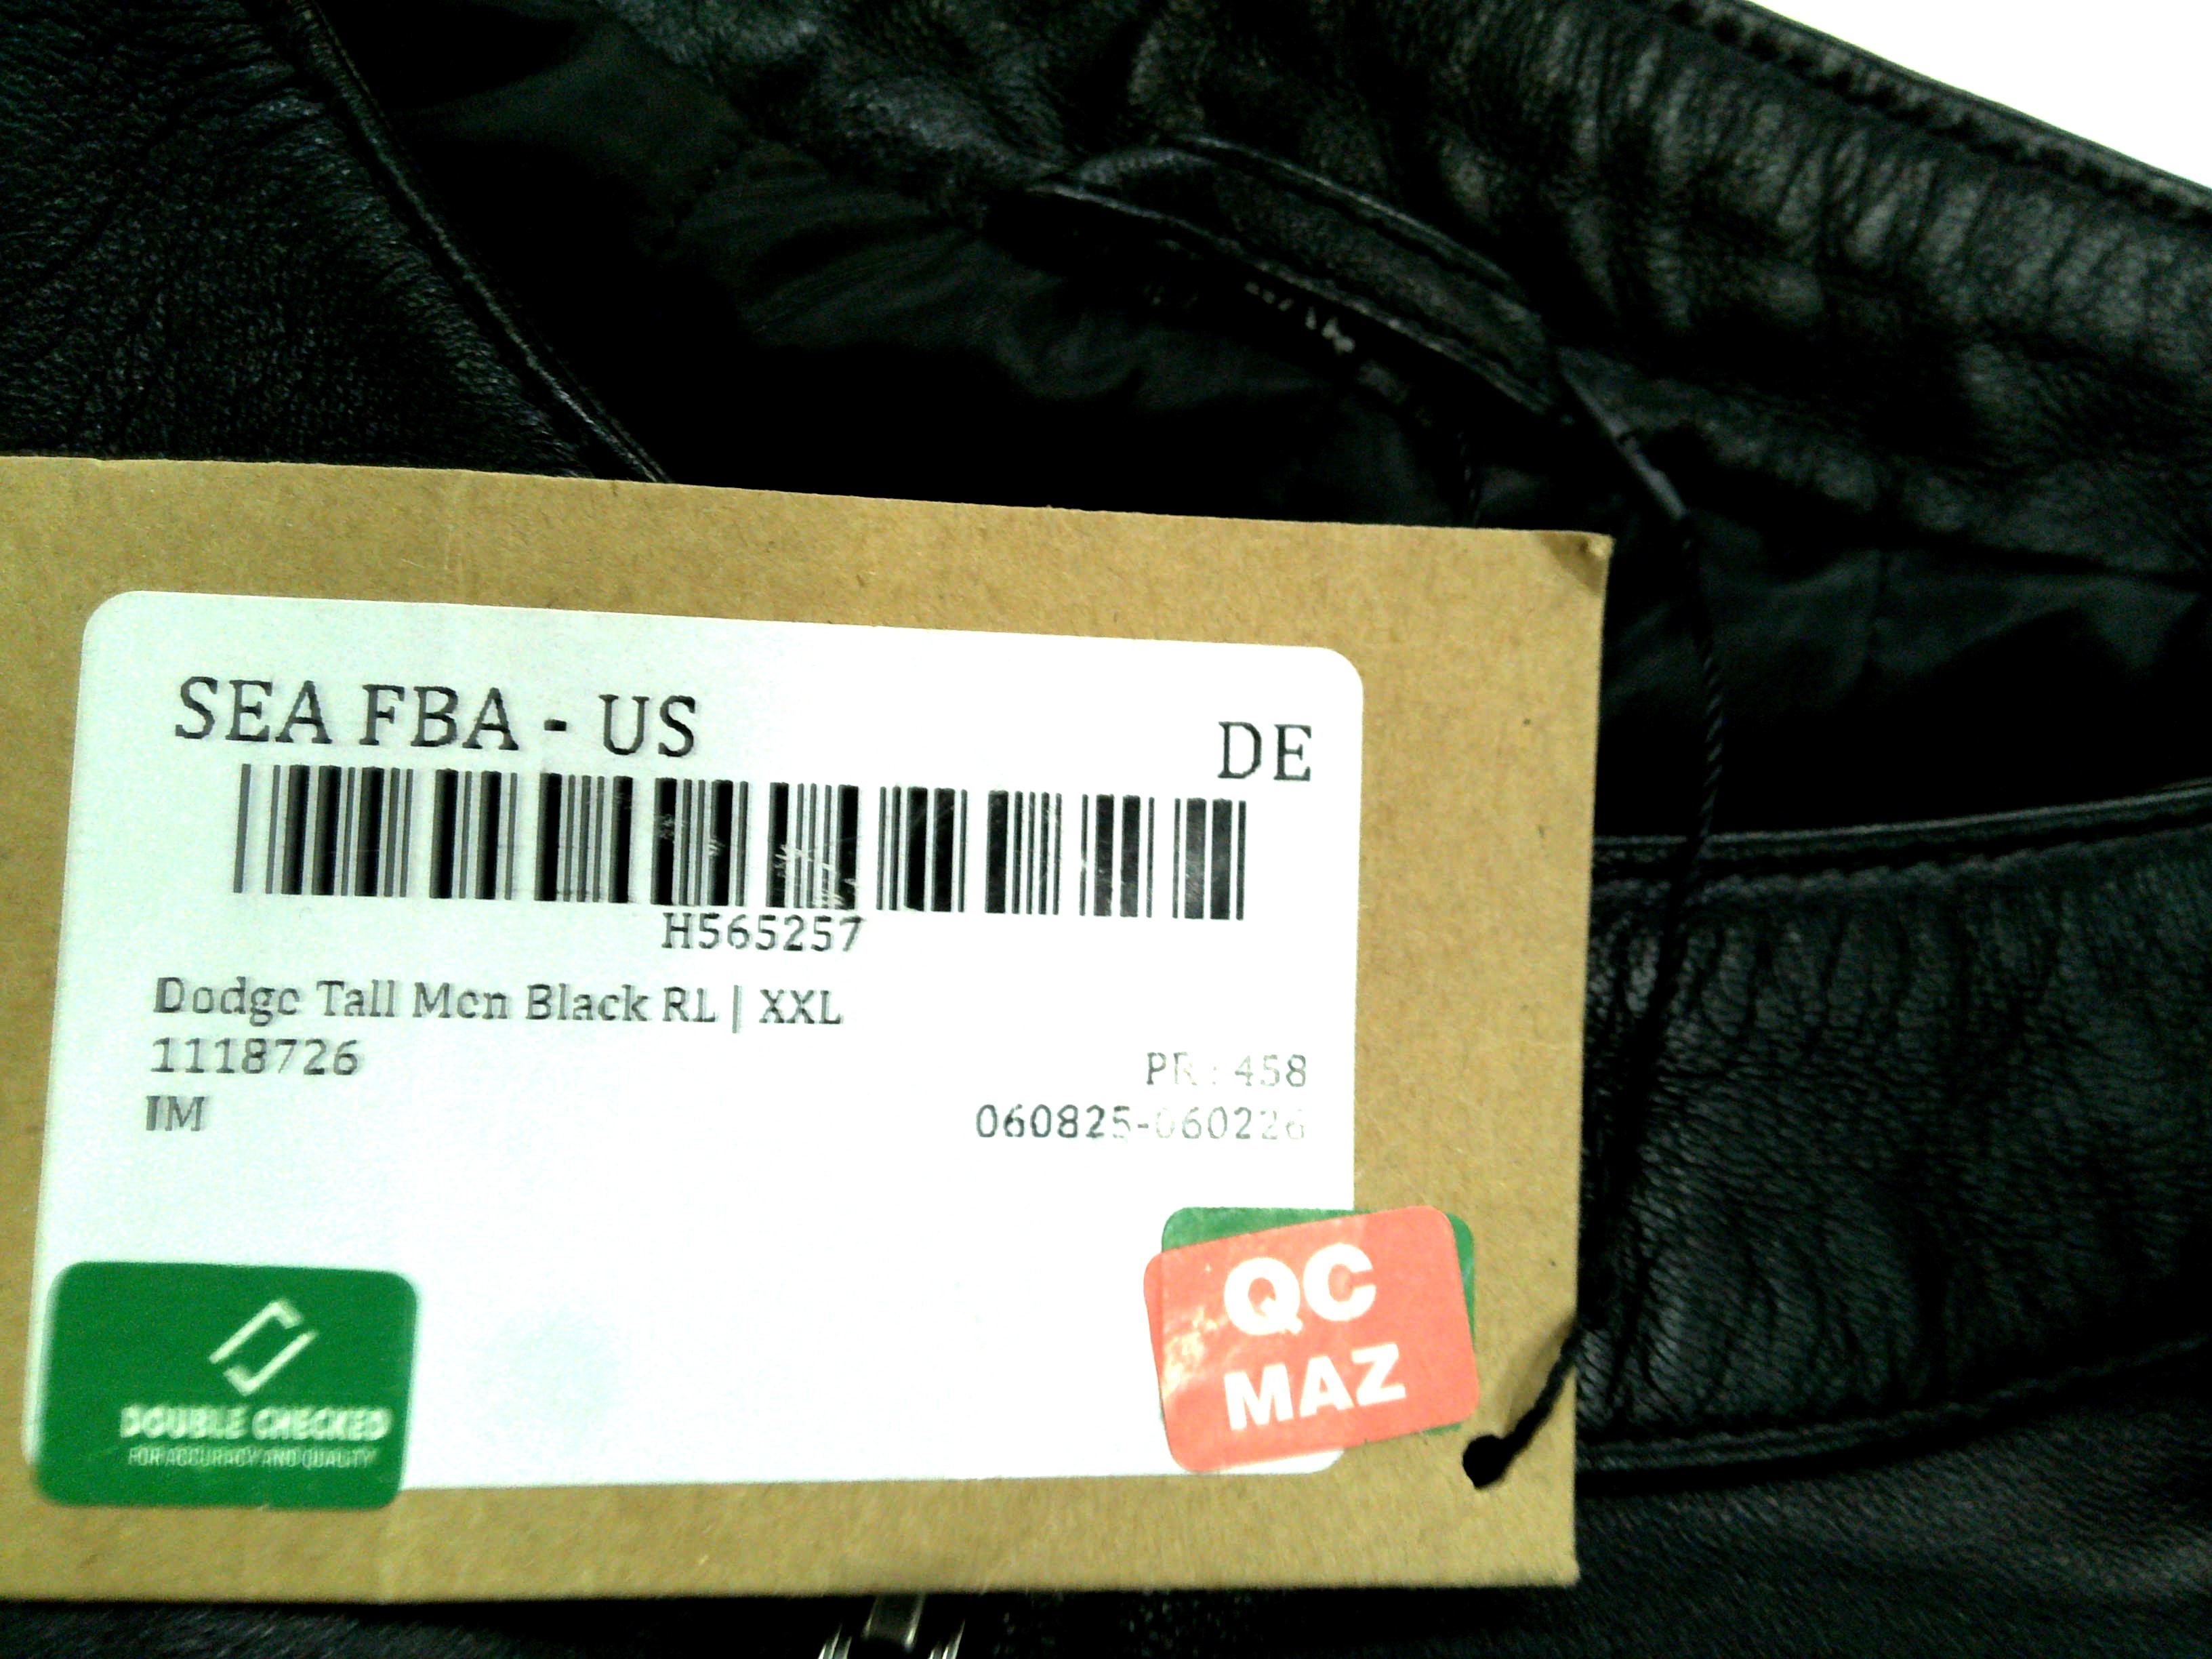 SEA FBA - US
DE
H565257
Dodge Tall Men Black RL | XXL
1118726
PR : 458
IM
060825-060226
QC
MAZ
DOUBLE CHECKED
FOR ACCURACY AND QUALITY